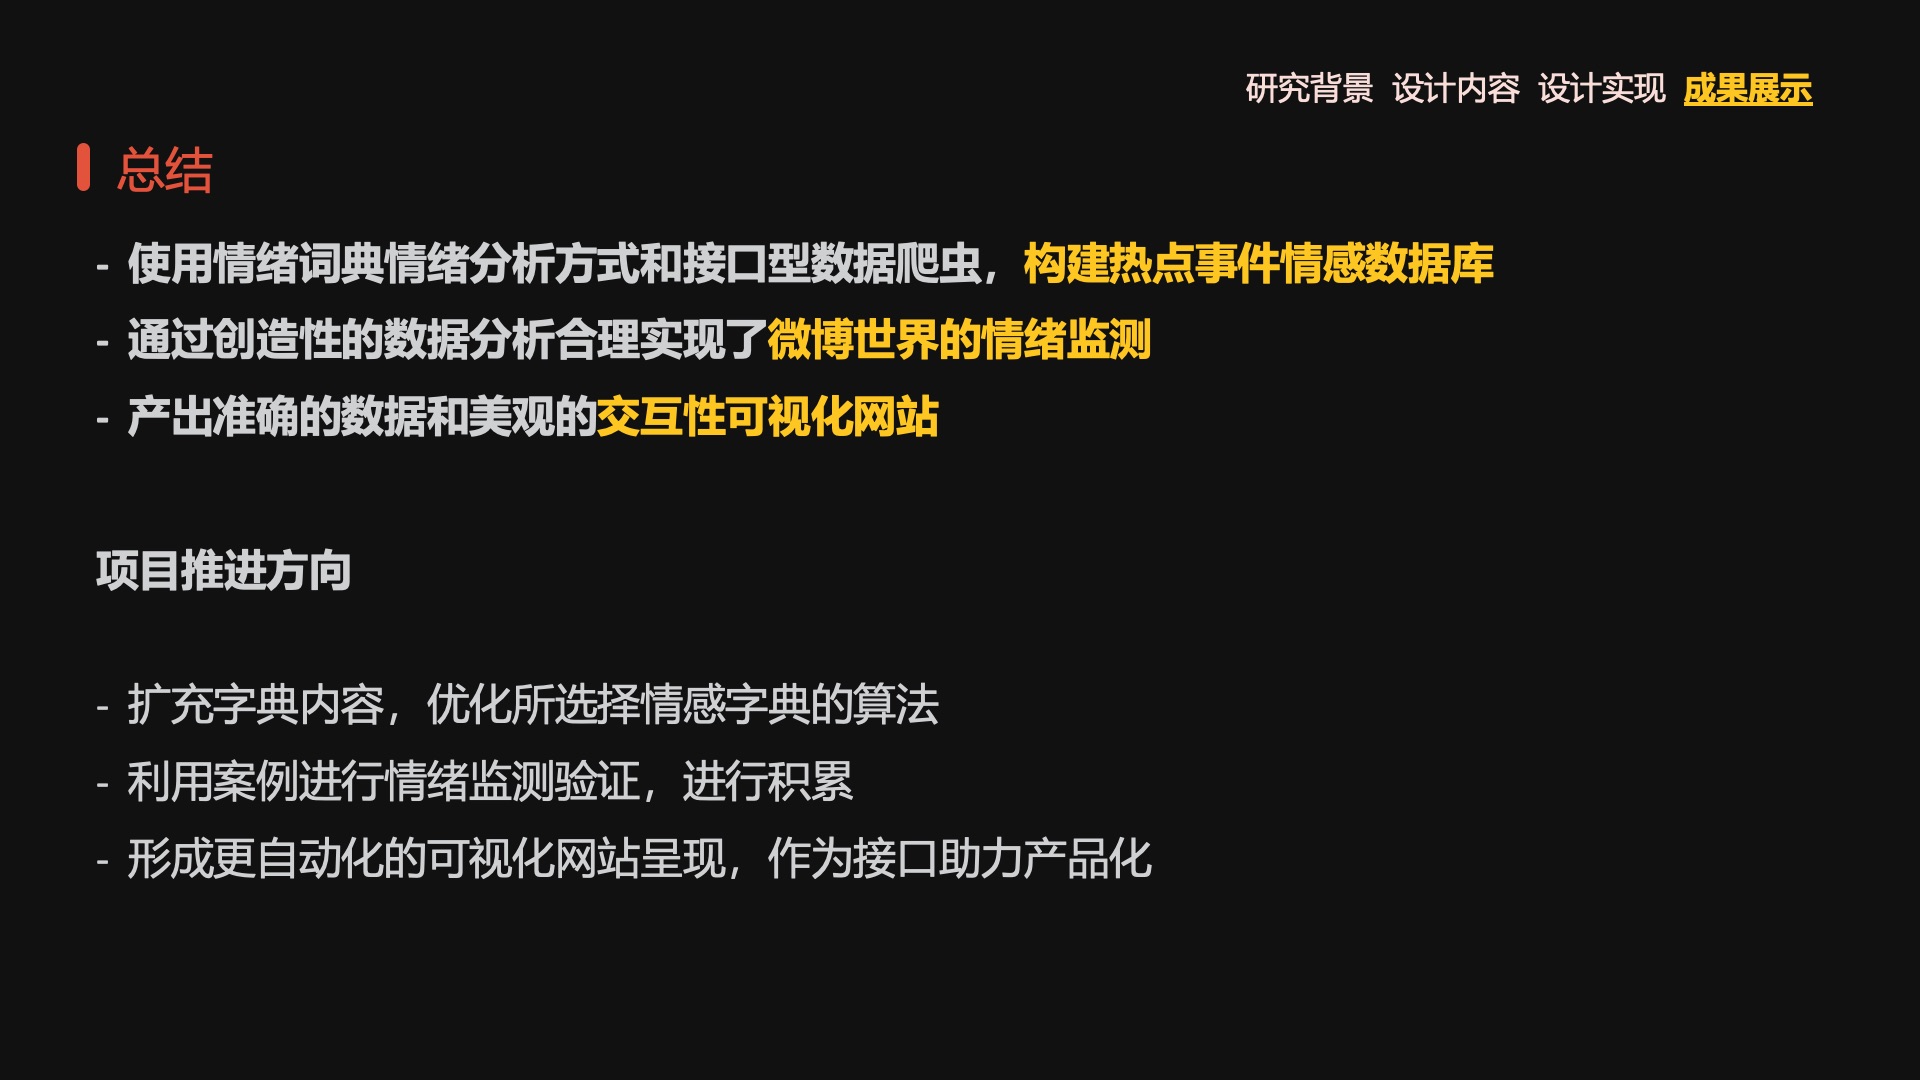 研究背景 设计内容 设计实现 成果展示
总结
- 使用情绪词典情绪分析方式和接口型数据爬虫，构建热点事件情感数据库
- 通过创造性的数据分析合理实现了微博世界的情绪监测
- 产出准确的数据和美观的交互性可视化网站
项目推进方向
- 扩充字典内容，优化所选择情感字典的算法
- 利用案例进行情绪监测验证，进行积累
- 形成更自动化的可视化网站呈现，作为接口助力产品化